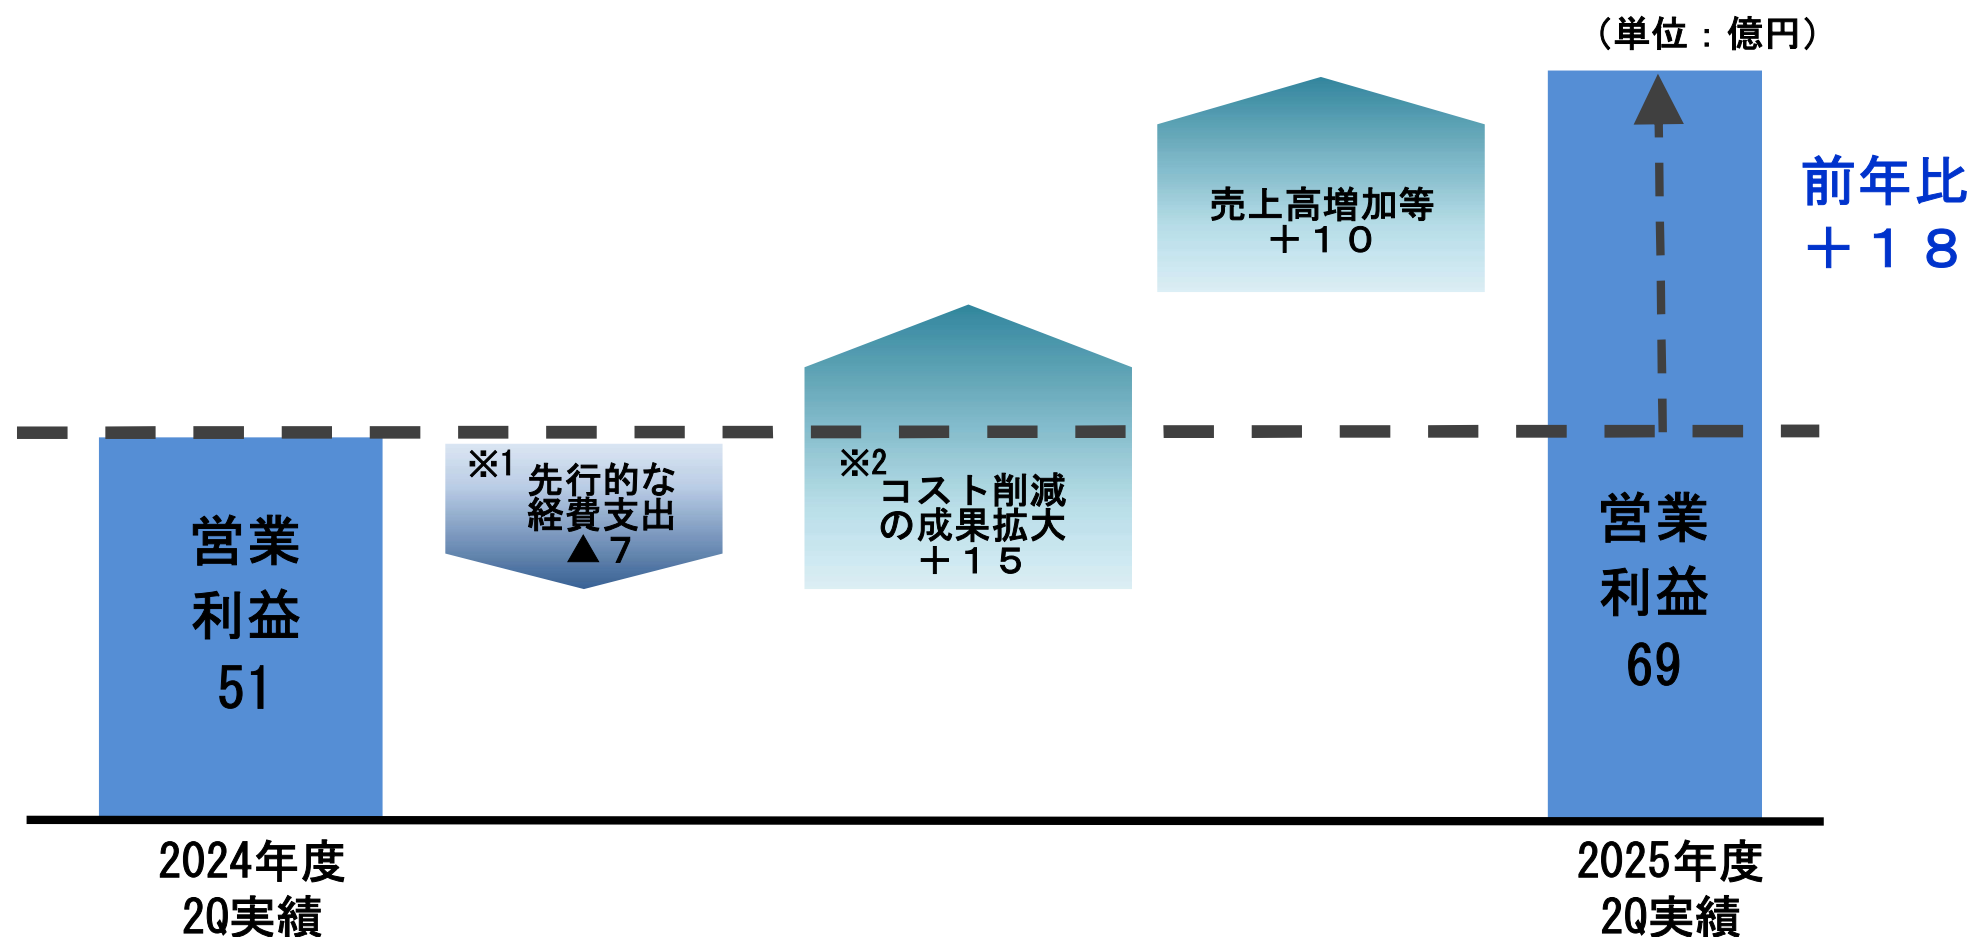 （単位：億円）
前年比
＋１８
売上高増加等
＋１０
※2
コスト削減
の成果拡大
＋１５
※1
先行的な
経費支出
▲７
営業
利益
51
営業
利益
69
2024年度
2Q実績
2025年度
2Q実績